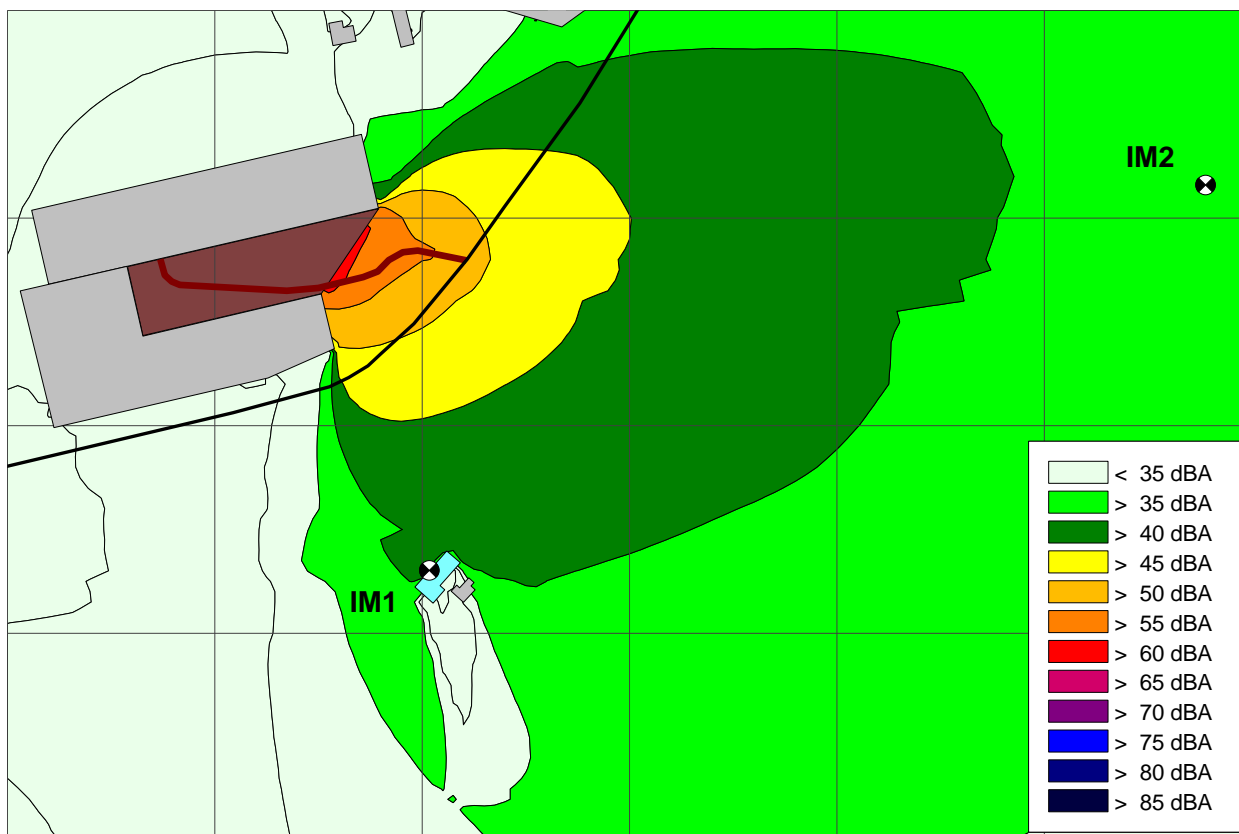 IM2
IM1
< 35 dBA
> 35 dBA
> 40 dBA
> 45 dBA
> 50 dBA
> 55 dBA
> 60 dBA
> 65 dBA
> 70 dBA
> 75 dBA
> 80 dBA
> 85 dBA